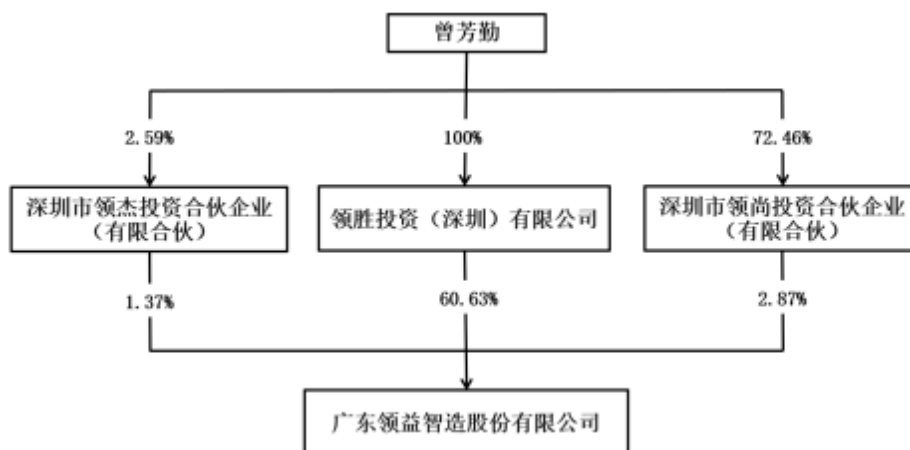 曾芳勤
2.59%
100%
72.46%
深圳市领杰投资合伙企业
（有限合伙）
领胜投资（深圳）有限公司
深圳市领尚投资合伙企业
（有限合伙）
1.37%
60.63%
2.87%
广东领益智造股份有限公司